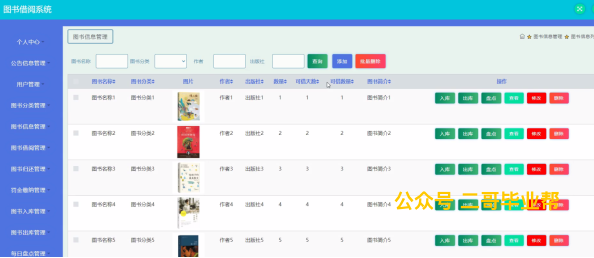 图书借阅系统
个人中心
公告信息管理
用户管理
图书分类管理
图书信息管理
图书借阅管理
图书归还管理
罚金缴纳管理
图书入库管理
图书出库管理
每日盘点管理
图书信息管理
图书信息管理 图书信息列
图书名称 图书分类 作者 出版社 查询 添加 批量删除
图书名称 图书分类 图片 作者 出版社 数量 可借天数 可借数量 图书简介 操作
图书名称1 图书分类1 作者1 出版社1 1 1 1 图书简介1 入库 出库 盘点 查看 修改 删除
图书名称2 图书分类2 作者2 出版社2 2 2 2 图书简介2 入库 出库 盘点 查看 修改 删除
图书名称3 图书分类3 作者3 出版社3 3 3 3 图书简介3 入库 出库 盘点 查看 修改 删除
图书名称4 图书分类4 作者4 出版社4 4 4 4 图书简介4 入库 出库 盘点 查看 修改 删除
公众号 二哥毕业帮
图书名称5 图书分类5 作者5 出版社5 5 5 5 图书简介5 入库 出库 盘点 查看 修改 删除